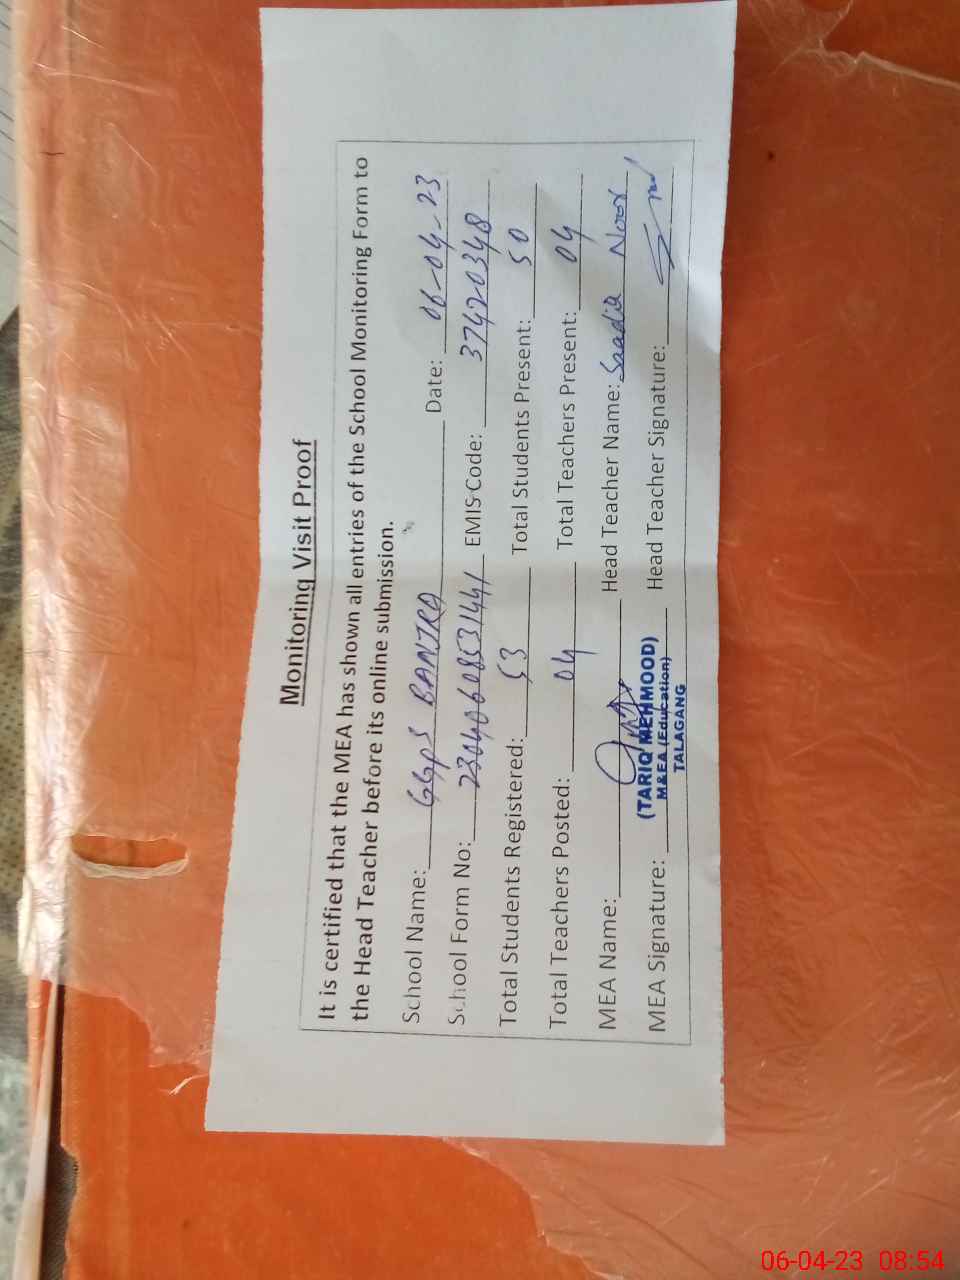 Monitoring Visit Proof
It is certified that the MEA has shown all entries of the School Monitoring Form to
the Head Teacher before its online submission.
School Name: GGPS BANJRA Date: 06-04-23
School Form No: 23040608531441 EMIS Code: 37420348
Total Students Registered: 53 Total Students Present: 50
Total Teachers Posted: 04 Total Teachers Present: 04
MEA Name: Head Teacher Name: Saadia Noor
MEA Signature: Head Teacher Signature:
(TARIQ MEHMOOD)
M&EA (Education)
TALAGANG
06-04-23 08:54